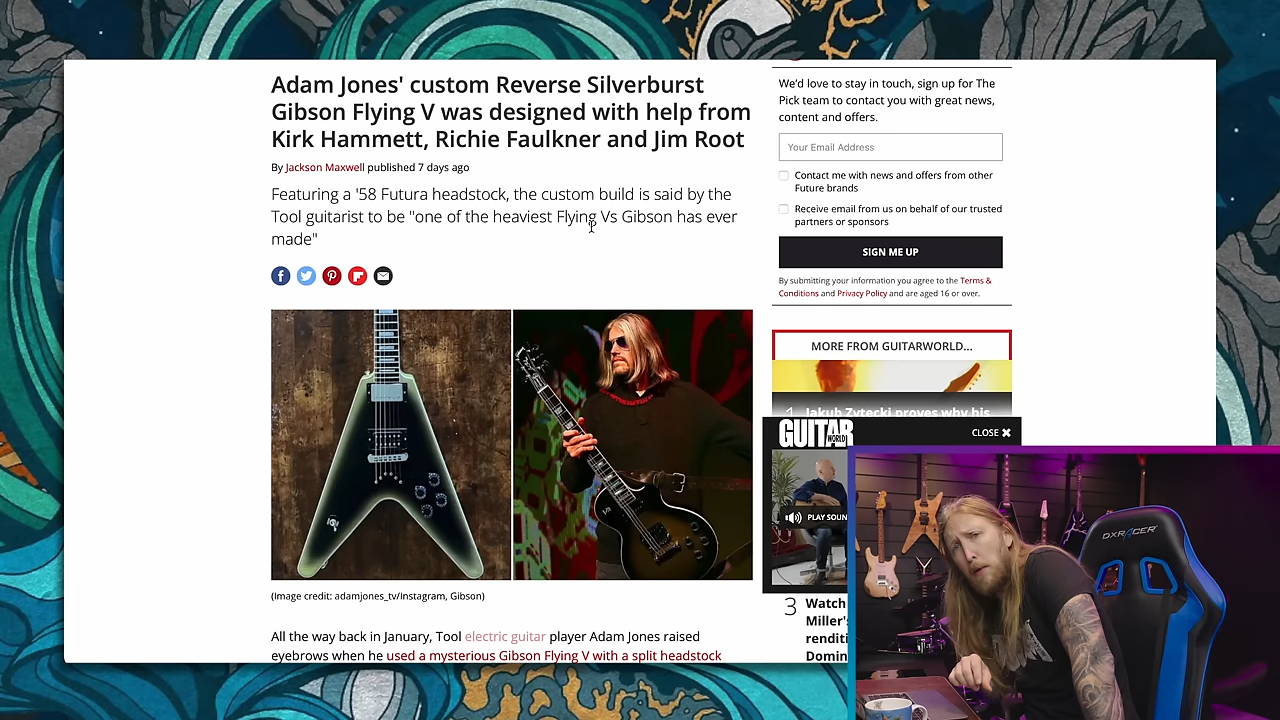 Adam Jones' custom Reverse Silverburst
Gibson Flying V was designed with help from
Kirk Hammett, Richie Faulkner and Jim Root
By Jackson Maxwell published 7 days ago
Featuring a '58 Futura headstock, the custom build is said by the
Tool guitarist to be "one of the heaviest Flying Vs Gibson has ever
made"
(Image credit: adamjones_tv/Instagram, Gibson)
All the way back in January, Tool electric guitar player Adam Jones raised
eyebrows when he used a mysterious Gibson Flying V with a split headstock
We'd love to stay in touch, sign up for The
Pick team to contact you with great news,
content and offers.
Your Email Address
Contact me with news and offers from other
Future brands
Receive email from us on behalf of our trusted
partners or sponsors
SIGN ME UP
By submitting your information you agree to the Terms &
Conditions and Privacy Policy and are aged 16 or over.
MORE FROM GUITARWORLD...
1 Jakub Zytecki proves why his
GUITAR WORLD
CLOSE ✖
PLAY SOUN
3 Watch
Miller's
renditi
Domin
DXRACER